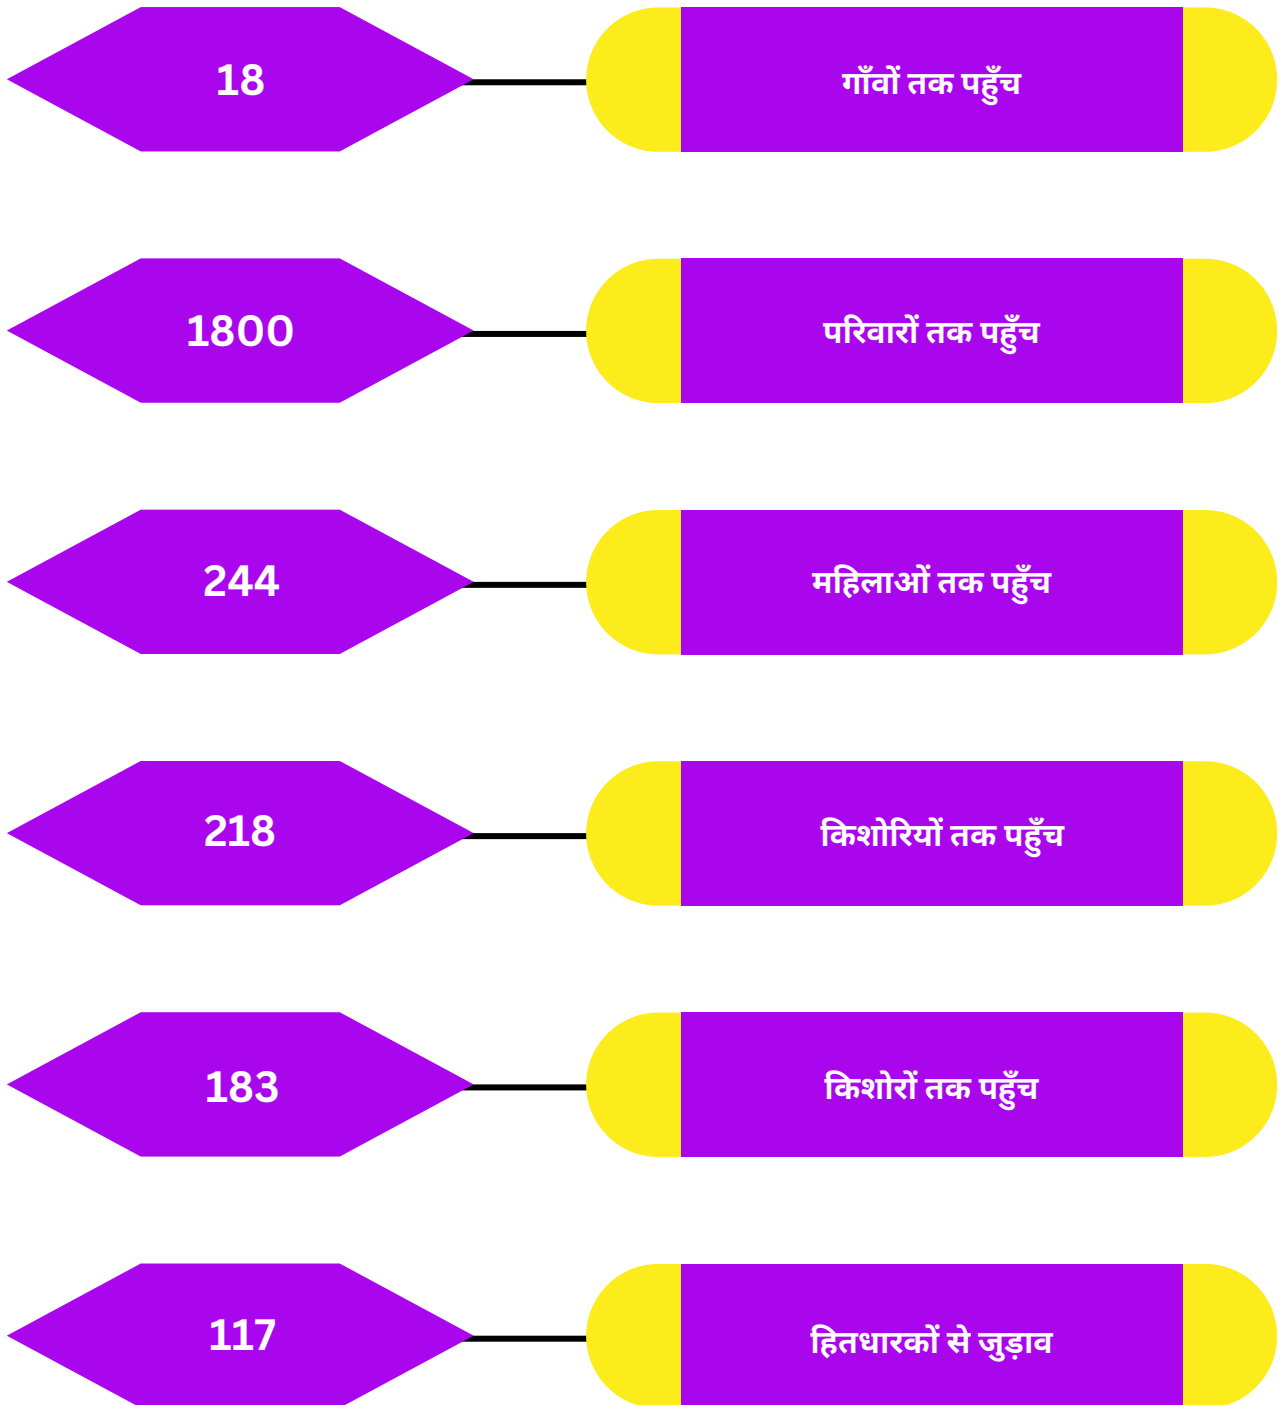 18
गाँवों तक पहुँच
1800
परिवारों तक पहुँच
244
महिलाओं तक पहुँच
218
किशोरियों तक पहुँच
183
किशोरों तक पहुँच
117
हितधारकों से जुड़ाव